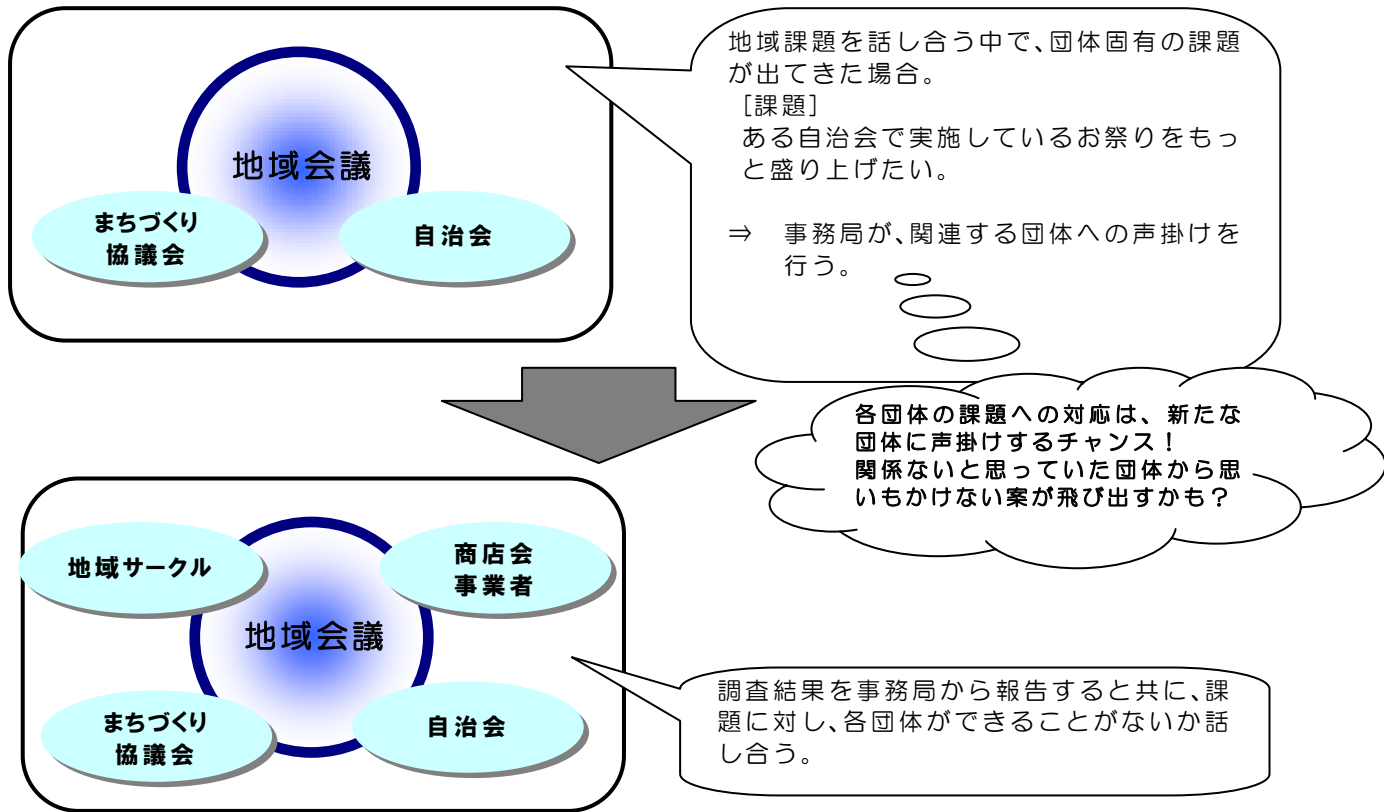 地域会議
まちづくり
協議会
自治会
地域課題を話し合う中で、団体固有の課題
が出てきた場合。
[課題]
ある自治会で実施しているお祭りをもっ
と盛り上げたい。
⇒　事務局が、関連する団体への声掛けを
行う。
各団体の課題への対応は、新たな
団体に声掛けするチャンス！
関係ないと思っていた団体から思
いもかけない案が飛び出すかも？
地域サークル
商店会
事業者
地域会議
まちづくり
協議会
自治会
調査結果を事務局から報告すると共に、課
題に対し、各団体ができることがないか話
し合う。